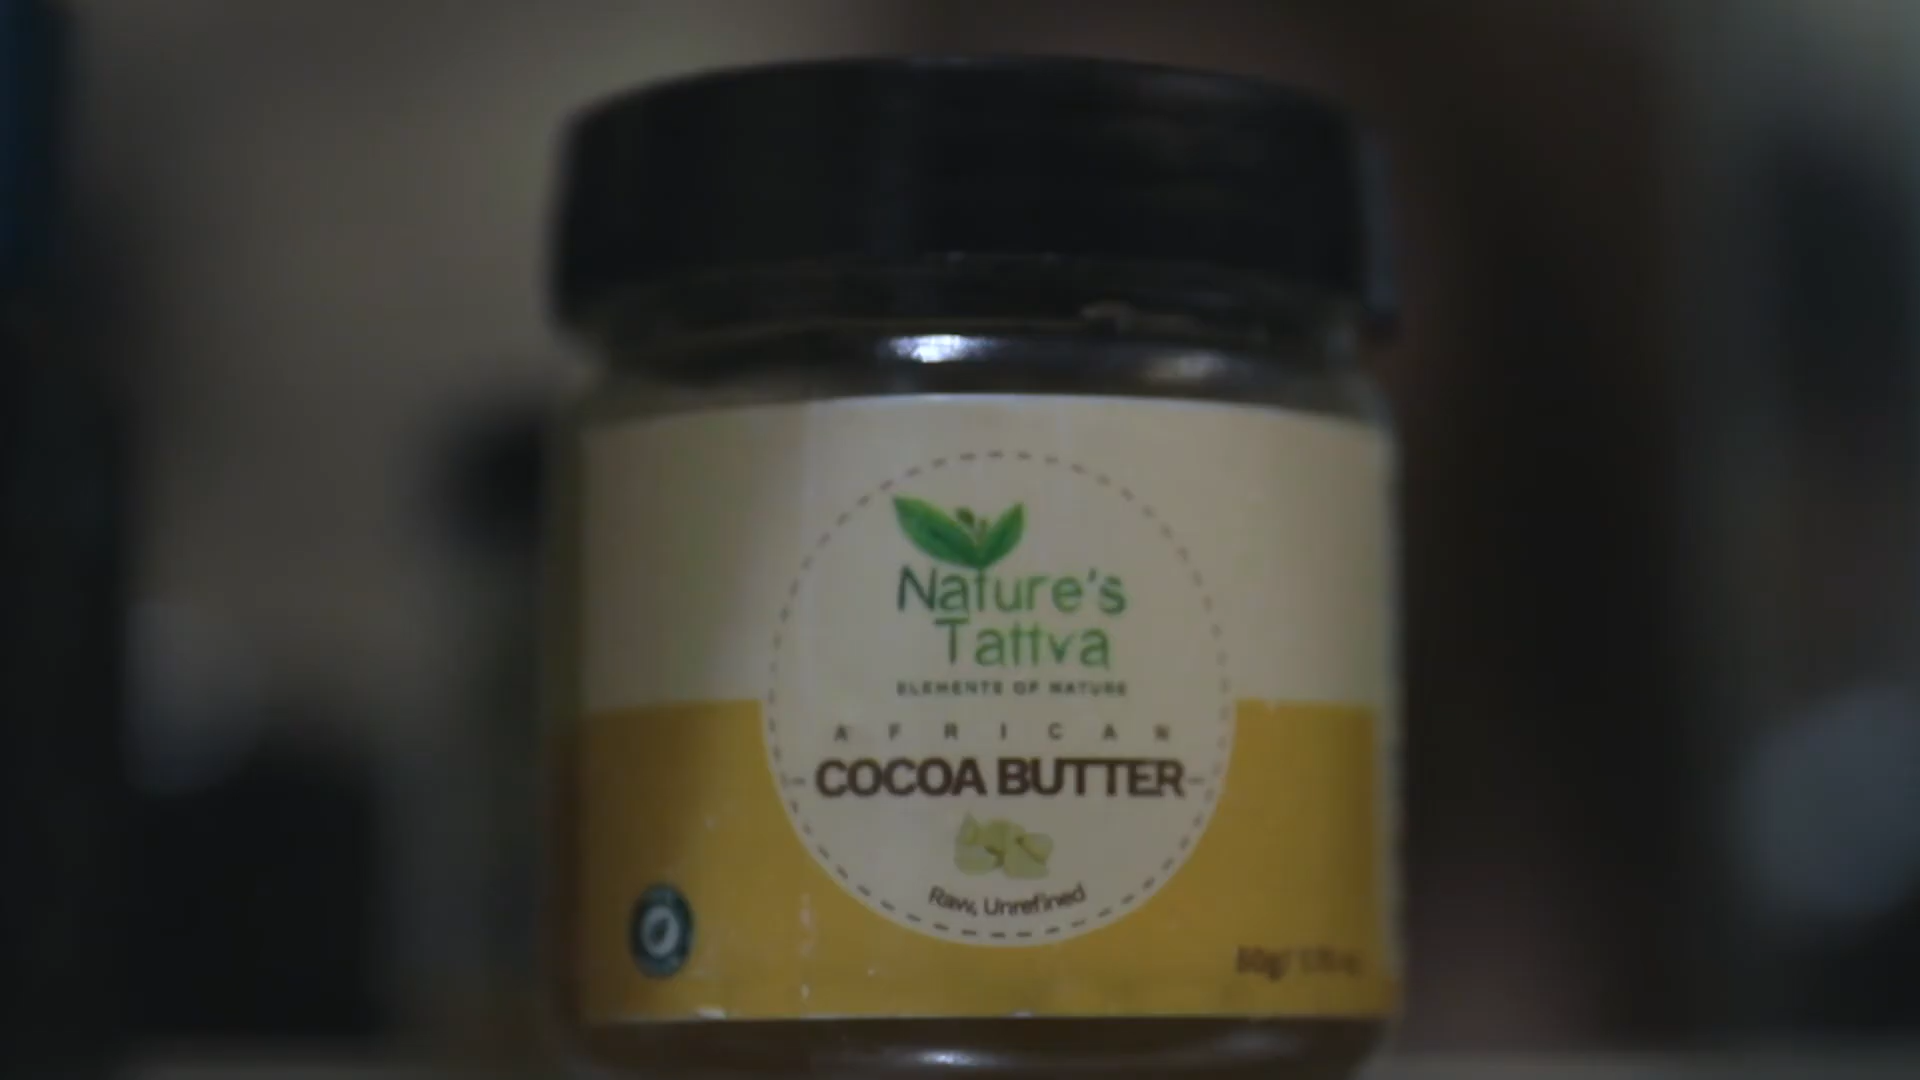 Nature's
Tattva
ELEMENTS OF NATURE
AFRICAN
COCOA BUTTER
Raw, Unrefined